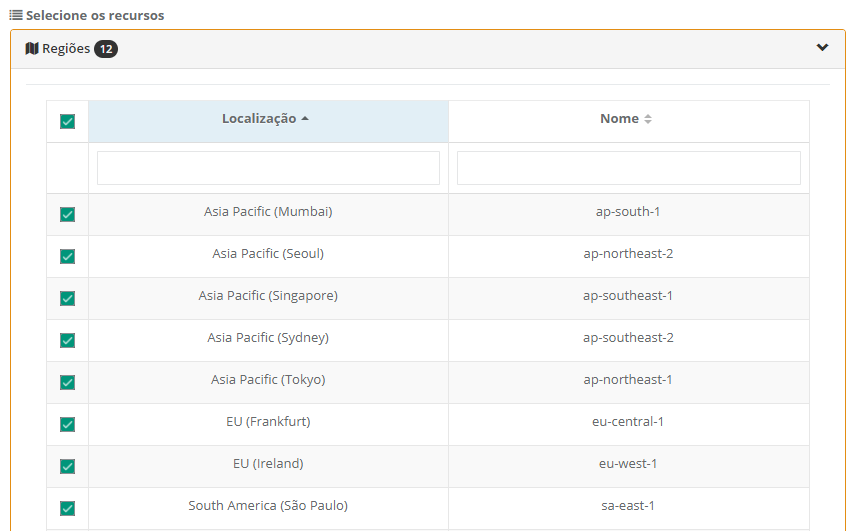 Selecione os recursos
Regiões 12
Localização Nome
Asia Pacific (Mumbai) ap-south-1
Asia Pacific (Seoul) ap-northeast-2
Asia Pacific (Singapore) ap-southeast-1
Asia Pacific (Sydney) ap-southeast-2
Asia Pacific (Tokyo) ap-northeast-1
EU (Frankfurt) eu-central-1
EU (Ireland) eu-west-1
South America (São Paulo) sa-east-1